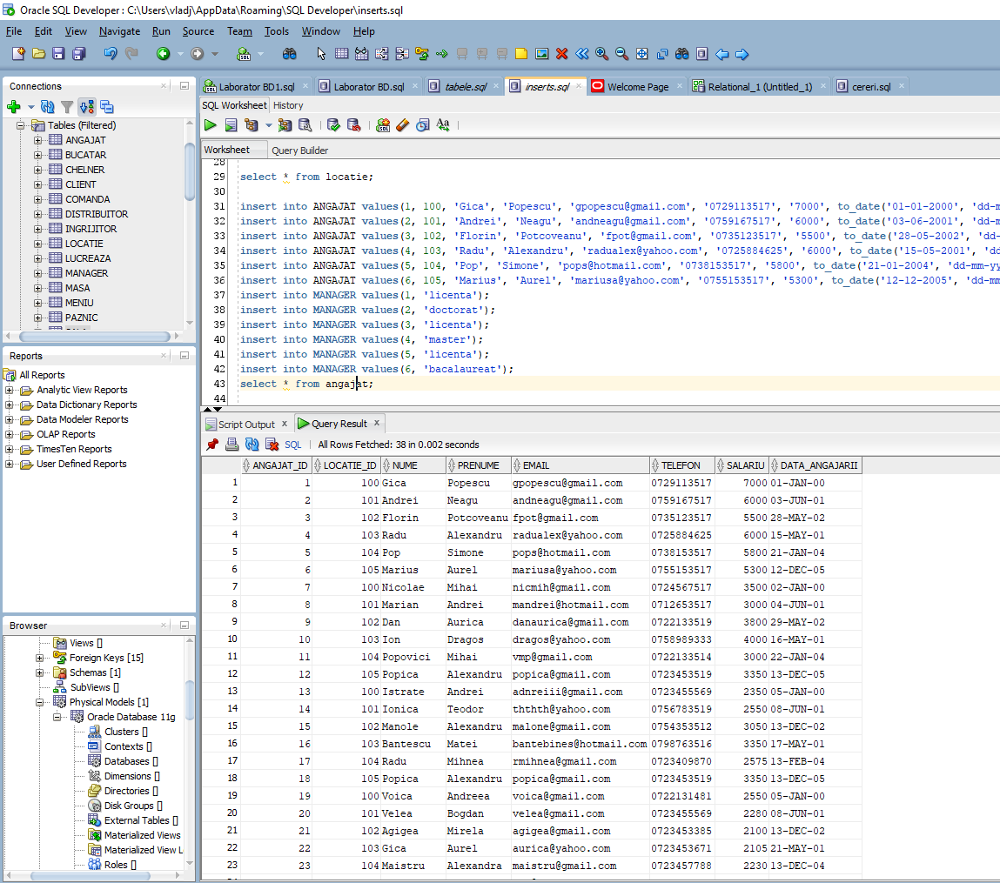 Oracle SQL Developer : C:\Users\vladj\AppData\Roaming\SQL Developer\inserts.sql
File Edit View Navigate Run Source Team Tools Window Help
Connections
Tables (Filtered)
ANGAJAT
BUCATAR
CHELNER
CLIENT
COMANDA
DISTRIBUITOR
INGRIJITOR
LOCATIE
LUCREAZA
MANAGER
MASA
MENIU
PAZNIC
Reports
All Reports
Analytic View Reports
Data Dictionary Reports
Data Modeler Reports
OLAP Reports
TimesTen Reports
User Defined Reports
Browser
Views []
Foreign Keys [15]
Schemas [1]
SubViews []
Physical Models [1]
Oracle Database 11g
Clusters []
Contexts []
Databases []
Dimensions []
Directories []
Disk Groups []
External Tables []
Materialized Views
Materialized View L
Roles []
Laborator BD1.sql Laborator BD.sql tabele.sql inserts.sql Welcome Page Relational_1 (Untitled_1) cereri.sql
SQL Worksheet History
Worksheet Query Builder
28
29 select * from locatie;
30
31 insert into ANGAJAT values(1, 100, 'Gica', 'Popescu', 'gpopescu@gmail.com', '0729113517', '7000', to_date('01-01-2000', 'dd-m
32 insert into ANGAJAT values(2, 101, 'Andrei', 'Neagu', 'andneagu@gmail.com', '0759167517', '6000', to_date('03-06-2001', 'dd-m
33 insert into ANGAJAT values(3, 102, 'Florin', 'Potcoveanu', 'fpot@gmail.com', '0735123517', '5500', to_date('28-05-2002', 'dd-
34 insert into ANGAJAT values(4, 103, 'Radu', 'Alexandru', 'radualex@yahoo.com', '0725884625', '6000', to_date('15-05-2001', 'dd
35 insert into ANGAJAT values(5, 104, 'Pop', 'Simone', 'pops@hotmail.com', '0738153517', '5800', to_date('21-01-2004', 'dd-mm-yy
36 insert into ANGAJAT values(6, 105, 'Marius', 'Aurel', 'mariusa@yahoo.com', '0755153517', '5300', to_date('12-12-2005', 'dd-mm
37 insert into MANAGER values(1, 'licenta');
38 insert into MANAGER values(2, 'doctorat');
39 insert into MANAGER values(3, 'licenta');
40 insert into MANAGER values(4, 'master');
41 insert into MANAGER values(5, 'licenta');
42 insert into MANAGER values(6, 'bacalaureat');
43 select * from angajat;
44
Script Output Query Result
SQL All Rows Fetched: 38 in 0.002 seconds
ANGAJAT_ID LOCATIE_ID NUME PRENUME EMAIL TELEFON SALARIU DATA_ANGAJARII
1 1 100 Gica Popescu gpopescu@gmail.com 0729113517 7000 01-JAN-00
2 2 101 Andrei Neagu andneagu@gmail.com 0759167517 6000 03-JUN-01
3 3 102 Florin Potcoveanu fpot@gmail.com 0735123517 5500 28-MAY-02
4 4 103 Radu Alexandru radualex@yahoo.com 0725884625 6000 15-MAY-01
5 5 104 Pop Simone pops@hotmail.com 0738153517 5800 21-JAN-04
6 6 105 Marius Aurel mariusa@yahoo.com 0755153517 5300 12-DEC-05
7 7 100 Nicolae Mihai nicmih@gmail.com 0724567517 3500 02-JAN-00
8 8 101 Marian Andrei mandrei@hotmail.com 0712653517 3000 04-JUN-01
9 9 102 Dan Aurica danaurica@gmail.com 0722133519 3800 29-MAY-02
10 10 103 Ion Dragos dragos@yahoo.com 0758989333 4000 16-MAY-01
11 11 104 Popovici Mihai vmp@gmail.com 0722133514 3000 22-JAN-04
12 12 105 Popica Alexandru popica@gmail.com 0723453519 3350 13-DEC-05
13 13 100 Istrate Andrei adnreiii@gmail.com 0723455569 2350 05-JAN-00
14 14 101 Ionica Teodor ththth@yahoo.com 0756783519 2550 08-JUN-01
15 15 102 Manole Alexandru malone@gmail.com 0754353512 3050 13-DEC-02
16 16 103 Bantescu Matei bantebines@hotmail.com 0798763516 3350 17-MAY-01
17 17 104 Radu Mihnea rmihnea@gmail.com 0723409870 2575 13-FEB-04
18 18 105 Popica Alexandru popica@gmail.com 0723453519 3350 13-DEC-05
19 19 100 Voica Andreea voica@gmail.com 0722131481 2550 05-JAN-00
20 20 101 Velea Bogdan velea@gmail.com 0723455569 2280 08-JUN-01
21 21 102 Agigea Mirela agigea@gmail.com 0723453385 2100 13-DEC-02
22 22 103 Gica Aurel aurica@yahoo.com 0723453671 2105 21-MAY-01
23 23 104 Maistru Alexandra maistru@gmail.com 0723457788 2230 13-DEC-04